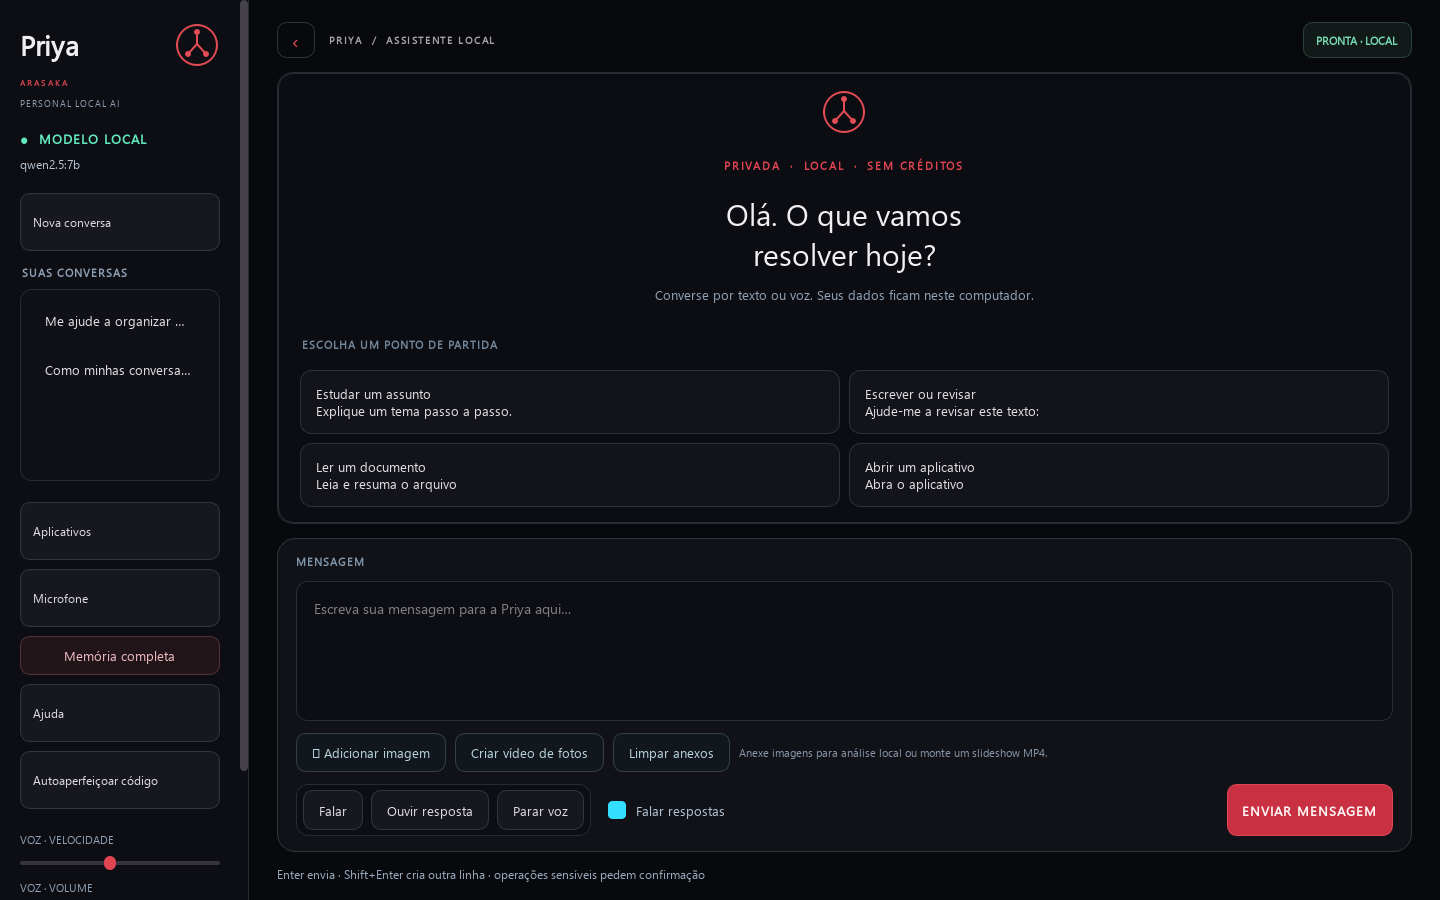 Priya
ARASAKA
PERSONAL LOCAL AI
● MODELO LOCAL
qwen2.5:7b
Nova conversa
SUAS CONVERSAS
Me ajude a organizar ...
Como minhas conversa...
Aplicativos
Microfone
Memória completa
Ajuda
Autoaperfeiçoar código
VOZ · VELOCIDADE
VOZ · VOLUME
‹
PRIYA / ASSISTENTE LOCAL
PRONTA · LOCAL
PRIVADA · LOCAL · SEM CRÉDITOS
Olá. O que vamos
resolver hoje?
Converse por texto ou voz. Seus dados ficam neste computador.
ESCOLHA UM PONTO DE PARTIDA
Estudar um assunto
Explique um tema passo a passo.
Escrever ou revisar
Ajude-me a revisar este texto:
Ler um documento
Leia e resuma o arquivo
Abrir um aplicativo
Abra o aplicativo
MENSAGEM
Escreva sua mensagem para a Priya aqui...
Adicionar imagem
Criar vídeo de fotos
Limpar anexos
Anexe imagens para análise local ou monte um slideshow MP4.
Falar
Ouvir resposta
Parar voz
Falar respostas
ENVIAR MENSAGEM
Enter envia · Shift+Enter cria outra linha · operações sensíveis pedem confirmação